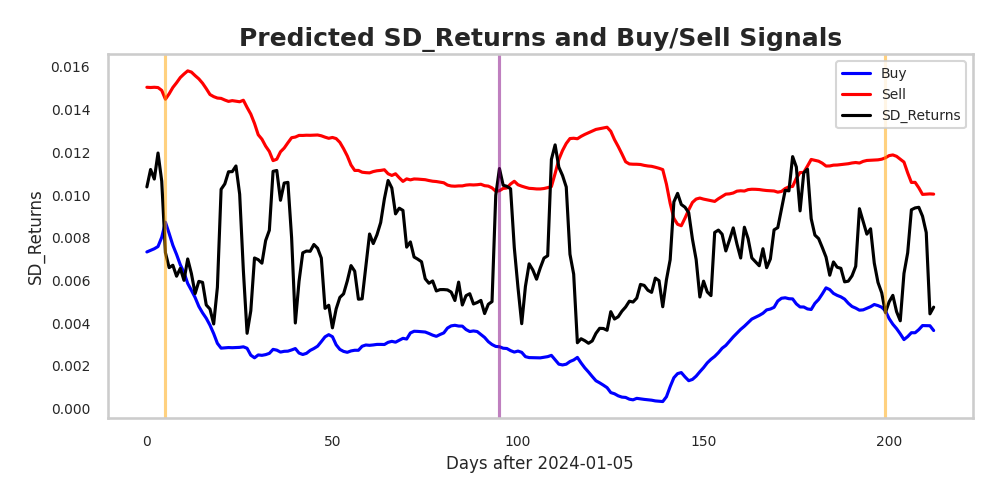 Predicted SD_Returns and Buy/Sell Signals
0.016
0.014
0.012
0.010
0.008
0.006
0.004
0.002
0.000
SD_Returns
Buy
Sell
SD_Returns
0
50
100
150
200
Days after 2024-01-05